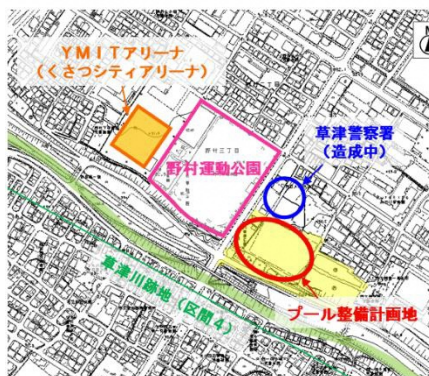 YMITアリーナ
(くさつシティアリーナ)
野村運動公園
草津警察署
(造成中)
草津川跡地(区間4)
プール整備計画地